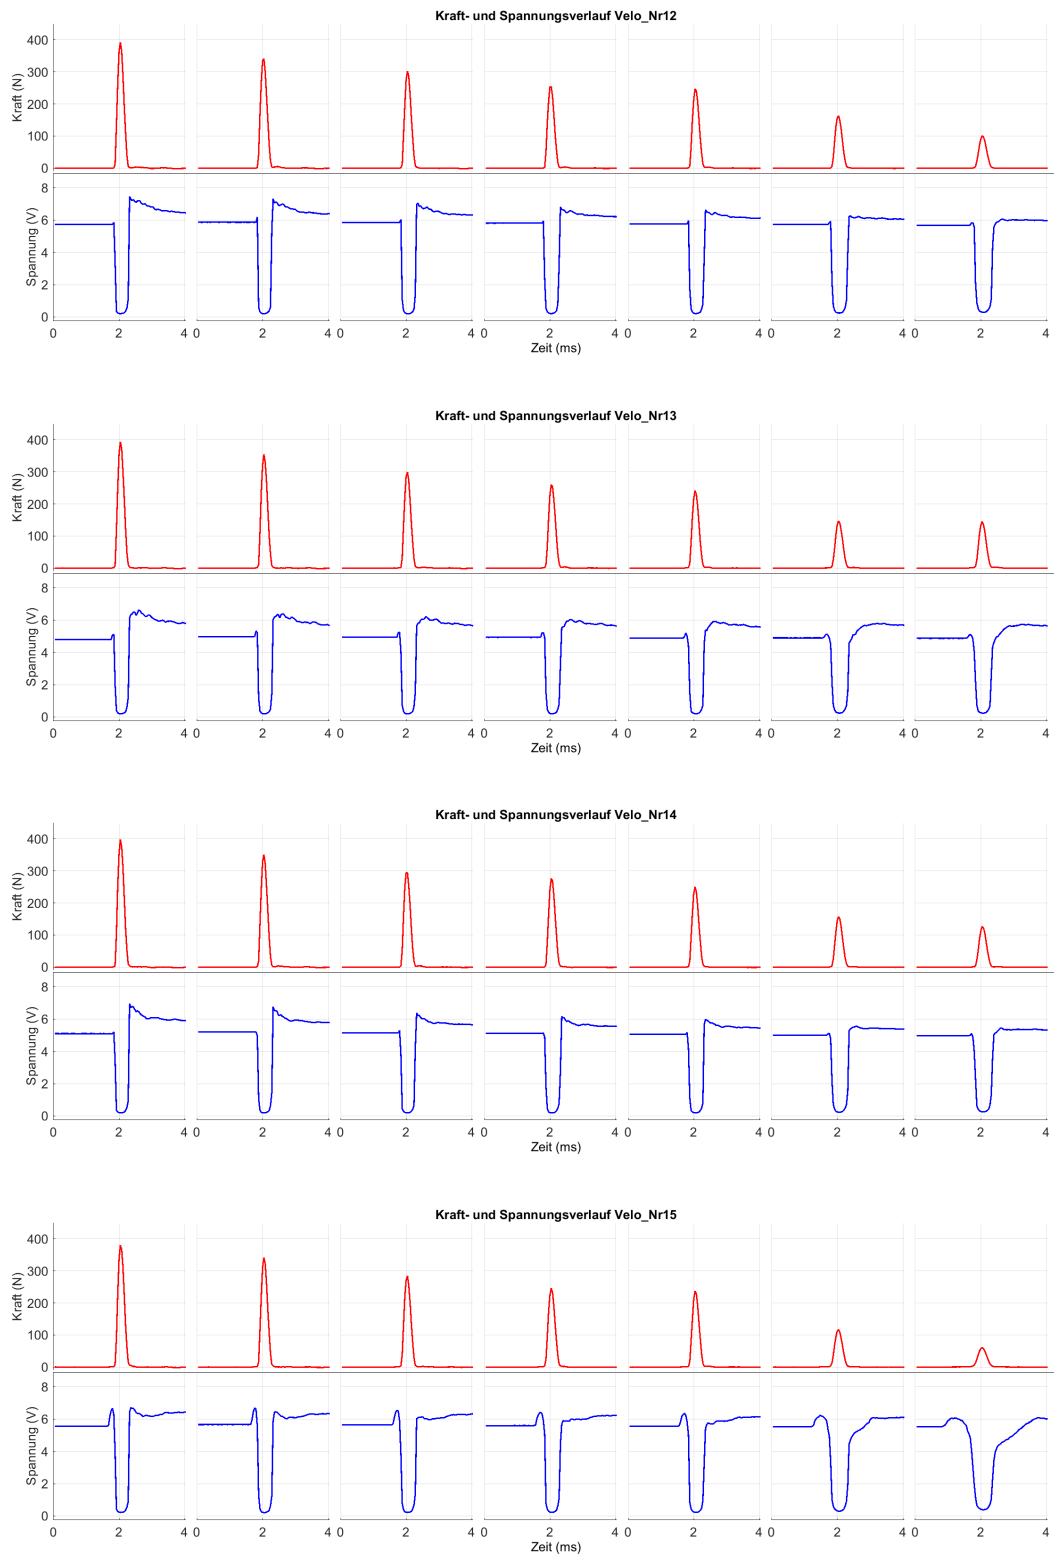 Kraft- und Spannungsverlauf Velo_Nr12
Kraft (N)
400
300
200
100
0
Spannung (V)
8
6
4
2
0
0 2 4 0 2 4 0 2 4 0 2 4 0 2 4 0 2 4 0 2 4
Zeit (ms)
Kraft- und Spannungsverlauf Velo_Nr13
Kraft (N)
400
300
200
100
0
Spannung (V)
8
6
4
2
0
0 2 4 0 2 4 0 2 4 0 2 4 0 2 4 0 2 4 0 2 4
Zeit (ms)
Kraft- und Spannungsverlauf Velo_Nr14
Kraft (N)
400
300
200
100
0
Spannung (V)
8
6
4
2
0
0 2 4 0 2 4 0 2 4 0 2 4 0 2 4 0 2 4 0 2 4
Zeit (ms)
Kraft- und Spannungsverlauf Velo_Nr15
Kraft (N)
400
300
200
100
0
Spannung (V)
8
6
4
2
0
0 2 4 0 2 4 0 2 4 0 2 4 0 2 4 0 2 4 0 2 4
Zeit (ms)